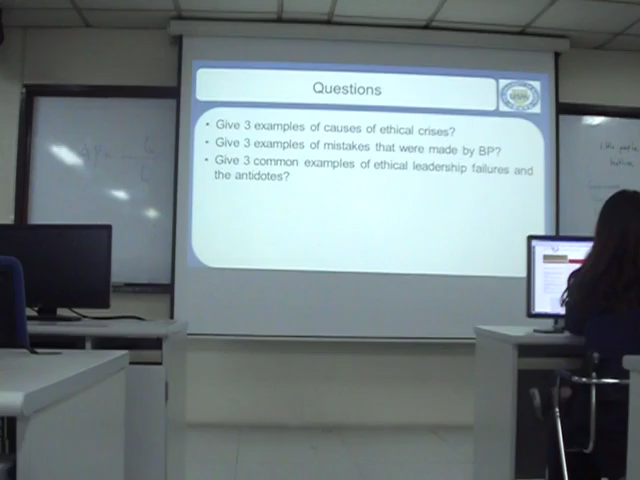 Questions
• Give 3 examples of causes of ethical crises?
• Give 3 examples of mistakes that were made by BP?
• Give 3 common examples of ethical leadership failures and
the antidotes?